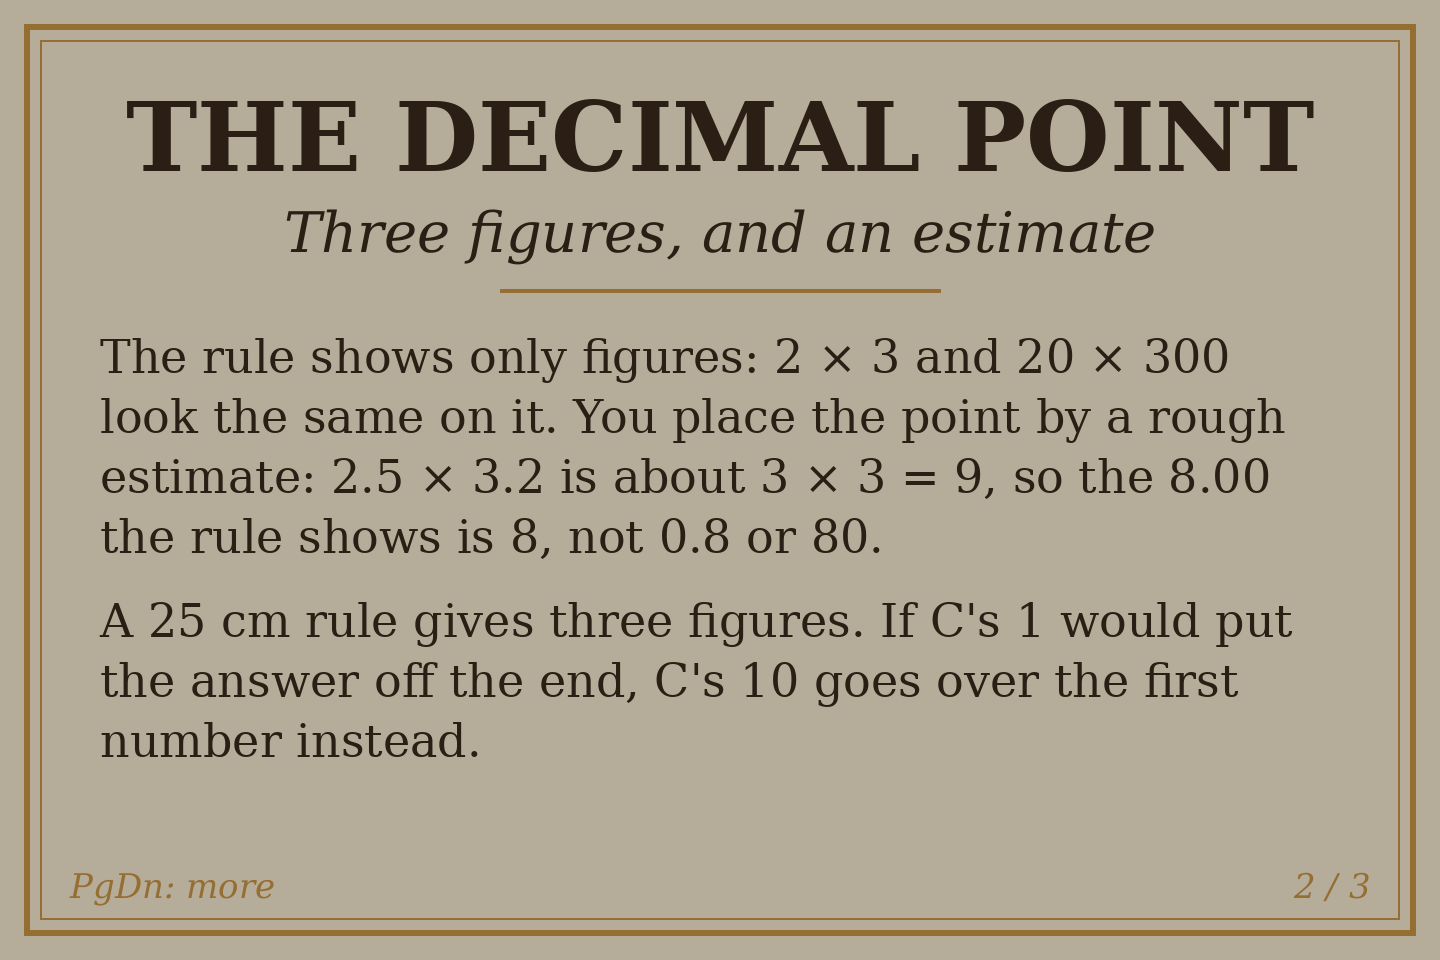 THE DECIMAL POINT
Three figures, and an estimate
The rule shows only figures: 2 × 3 and 20 × 300
look the same on it. You place the point by a rough
estimate: 2.5 × 3.2 is about 3 × 3 = 9, so the 8.00
the rule shows is 8, not 0.8 or 80.
A 25 cm rule gives three figures. If C's 1 would put
the answer off the end, C's 10 goes over the first
number instead.
PgDn: more
2 / 3